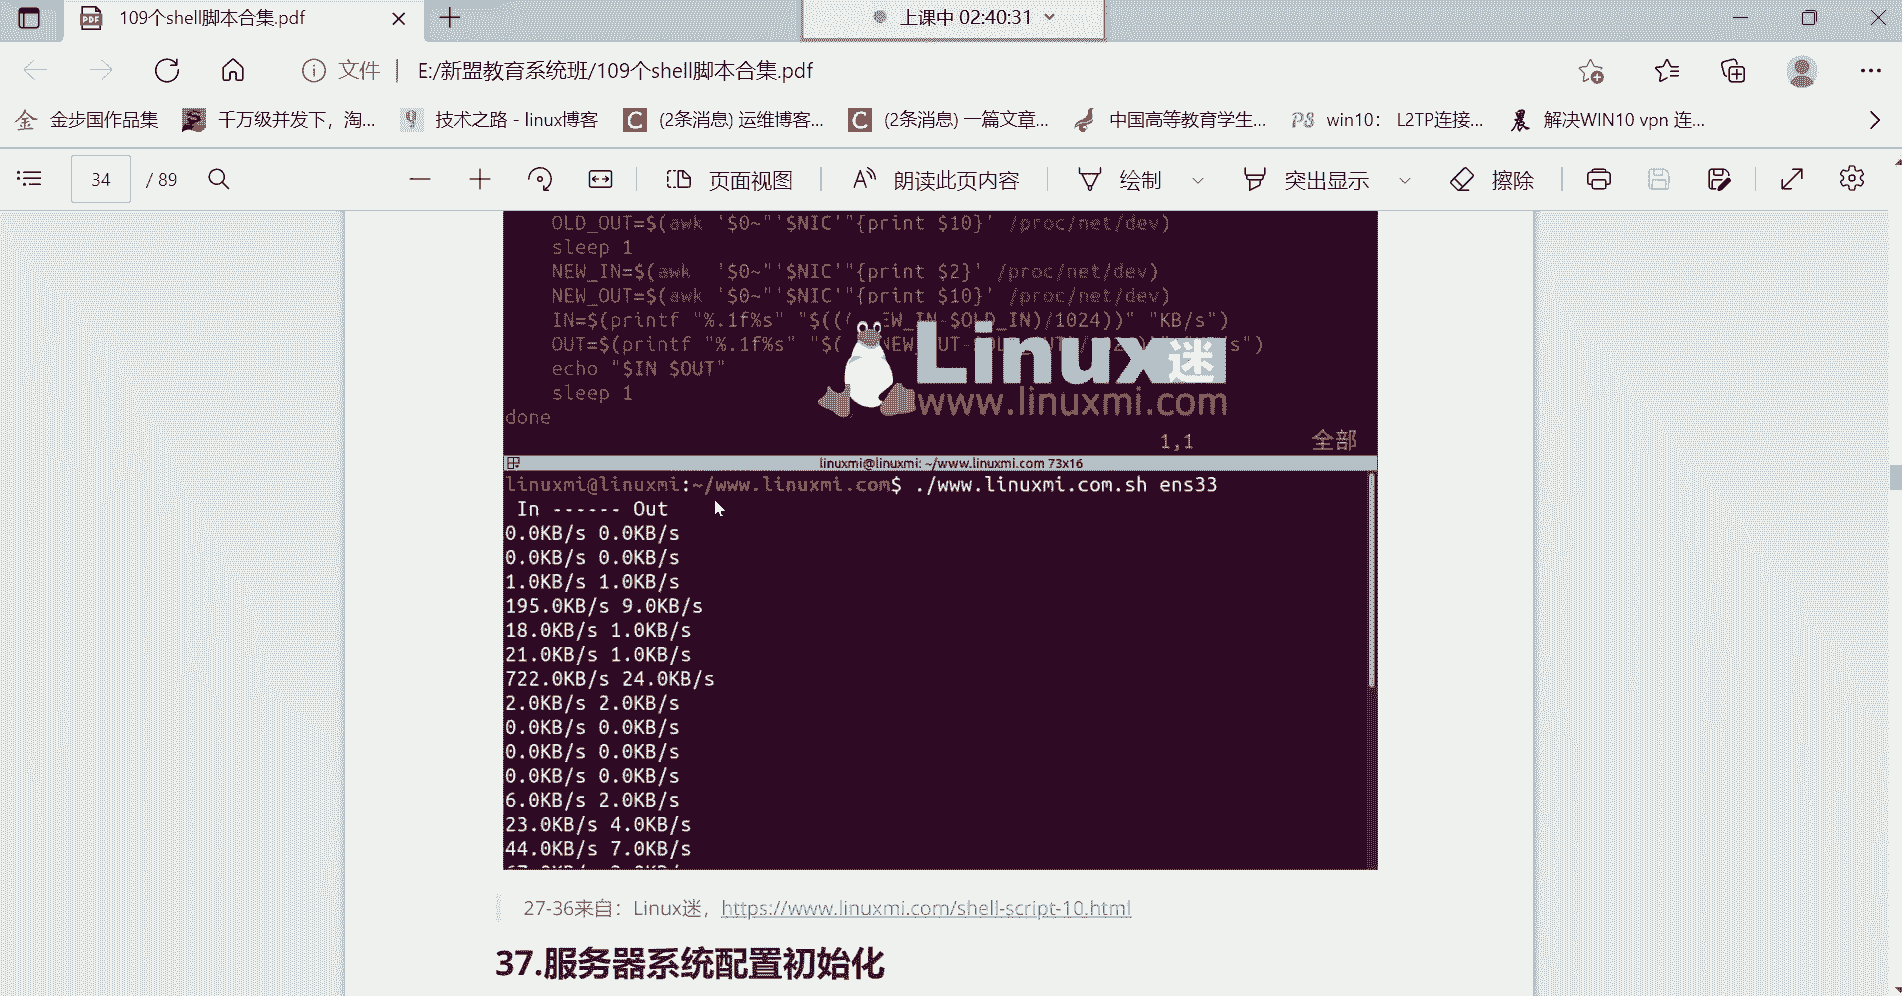 109个shell脚本合集.pdf
上课中 02:40:31
文件 | E:/新盟教育系统班/109个shell脚本合集.pdf
金步国作品集
千万级并发下，淘...
技术之路 - linux博客
(2条消息) 运维博客...
(2条消息) 一篇文章...
中国高等教育学生...
win10： L2TP连接...
解决WIN10 vpn 连...
34 / 89
页面视图
朗读此页内容
绘制
突出显示
擦除
OLD_OUT=$(awk '$0~"'$NIC'"{print $10}' /proc/net/dev)
sleep 1
NEW_IN=$(awk  '$0~"'$NIC'"{print $2}' /proc/net/dev)
NEW_OUT=$(awk '$0~"'$NIC'"{print $10}' /proc/net/dev)
IN=$(printf "%.1f%s" "$(( EW_IN-$OLD_IN)/1024))" "KB/s")
OUT=$(printf "%.1f%s" "$(
echo "$IN $OUT"
sleep 1
done
Linux迷
www.linuxmi.com
1,1 全部
linuxmi@linuxmi: ~/www.linuxmi.com 73x16
linuxmi@linuxmi:~/www.linuxmi.com$ ./www.linuxmi.com.sh ens33
In ------ Out
0.0KB/s 0.0KB/s
0.0KB/s 0.0KB/s
1.0KB/s 1.0KB/s
195.0KB/s 9.0KB/s
18.0KB/s 1.0KB/s
21.0KB/s 1.0KB/s
722.0KB/s 24.0KB/s
2.0KB/s 2.0KB/s
0.0KB/s 0.0KB/s
0.0KB/s 0.0KB/s
0.0KB/s 0.0KB/s
6.0KB/s 2.0KB/s
23.0KB/s 4.0KB/s
44.0KB/s 7.0KB/s
27-36来自：Linux迷，https://www.linuxmi.com/shell-script-10.html
37.服务器系统配置初始化